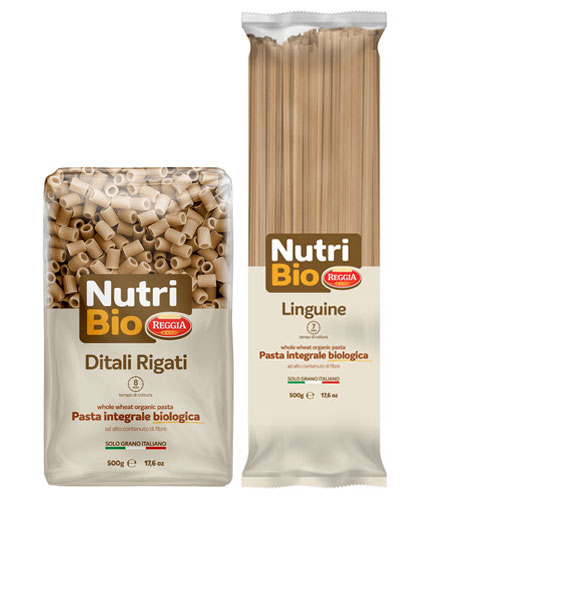 Nutri
Bio
REGGIA
Ditali Rigati
8
tempo di cottura
whole wheat organic pasta
Pasta integrale biologica
ad alto contenuto di fibre
SOLO GRANO ITALIANO
500g ℮ 17,6 oz
Nutri
Bio
REGGIA
Linguine
7
tempo di cottura
whole wheat organic pasta
Pasta integrale biologica
ad alto contenuto di fibre
SOLO GRANO ITALIANO
500g ℮ 17,6 oz